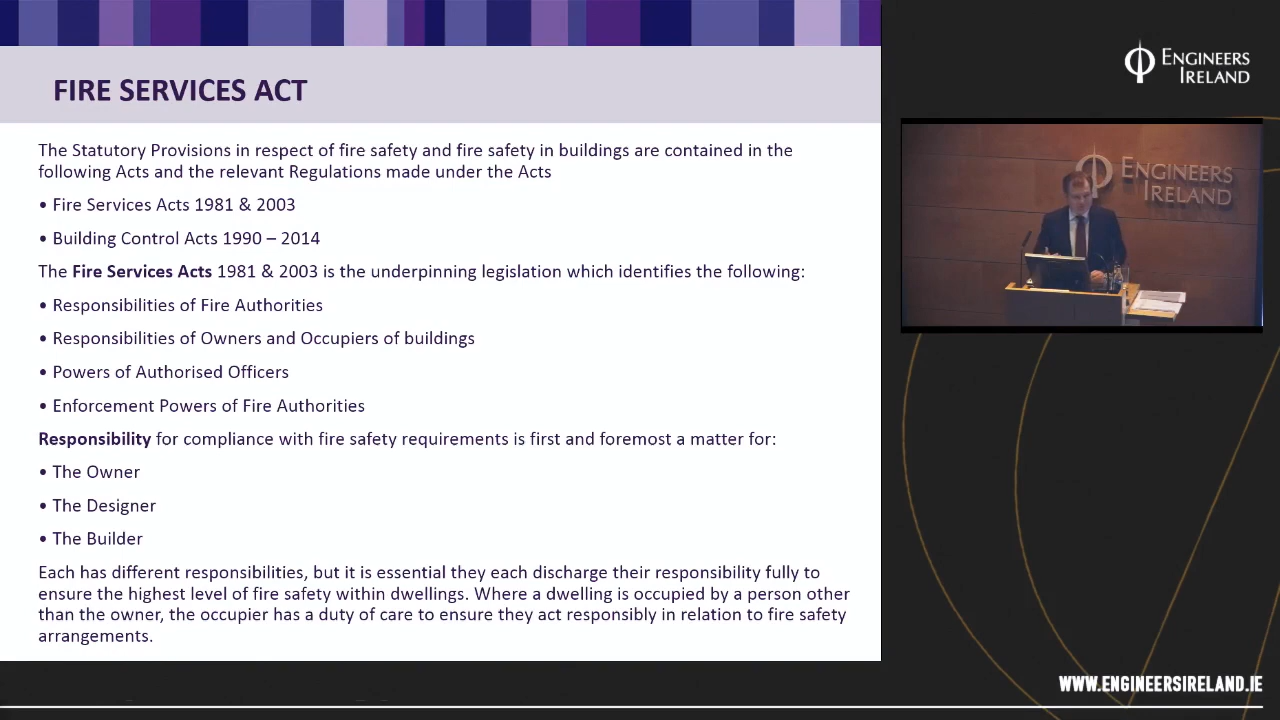 FIRE SERVICES ACT
The Statutory Provisions in respect of fire safety and fire safety in buildings are contained in the
following Acts and the relevant Regulations made under the Acts
• Fire Services Acts 1981 & 2003
• Building Control Acts 1990 – 2014
The Fire Services Acts 1981 & 2003 is the underpinning legislation which identifies the following:
• Responsibilities of Fire Authorities
• Responsibilities of Owners and Occupiers of buildings
• Powers of Authorised Officers
• Enforcement Powers of Fire Authorities
Responsibility for compliance with fire safety requirements is first and foremost a matter for:
• The Owner
• The Designer
• The Builder
Each has different responsibilities, but it is essential they each discharge their responsibility fully to
ensure the highest level of fire safety within dwellings. Where a dwelling is occupied by a person other
than the owner, the occupier has a duty of care to ensure they act responsibly in relation to fire safety
arrangements.
ENGINEERS
IRELAND
ENGINEERS
IRELAND
WWW.ENGINEERSIRELAND.IE